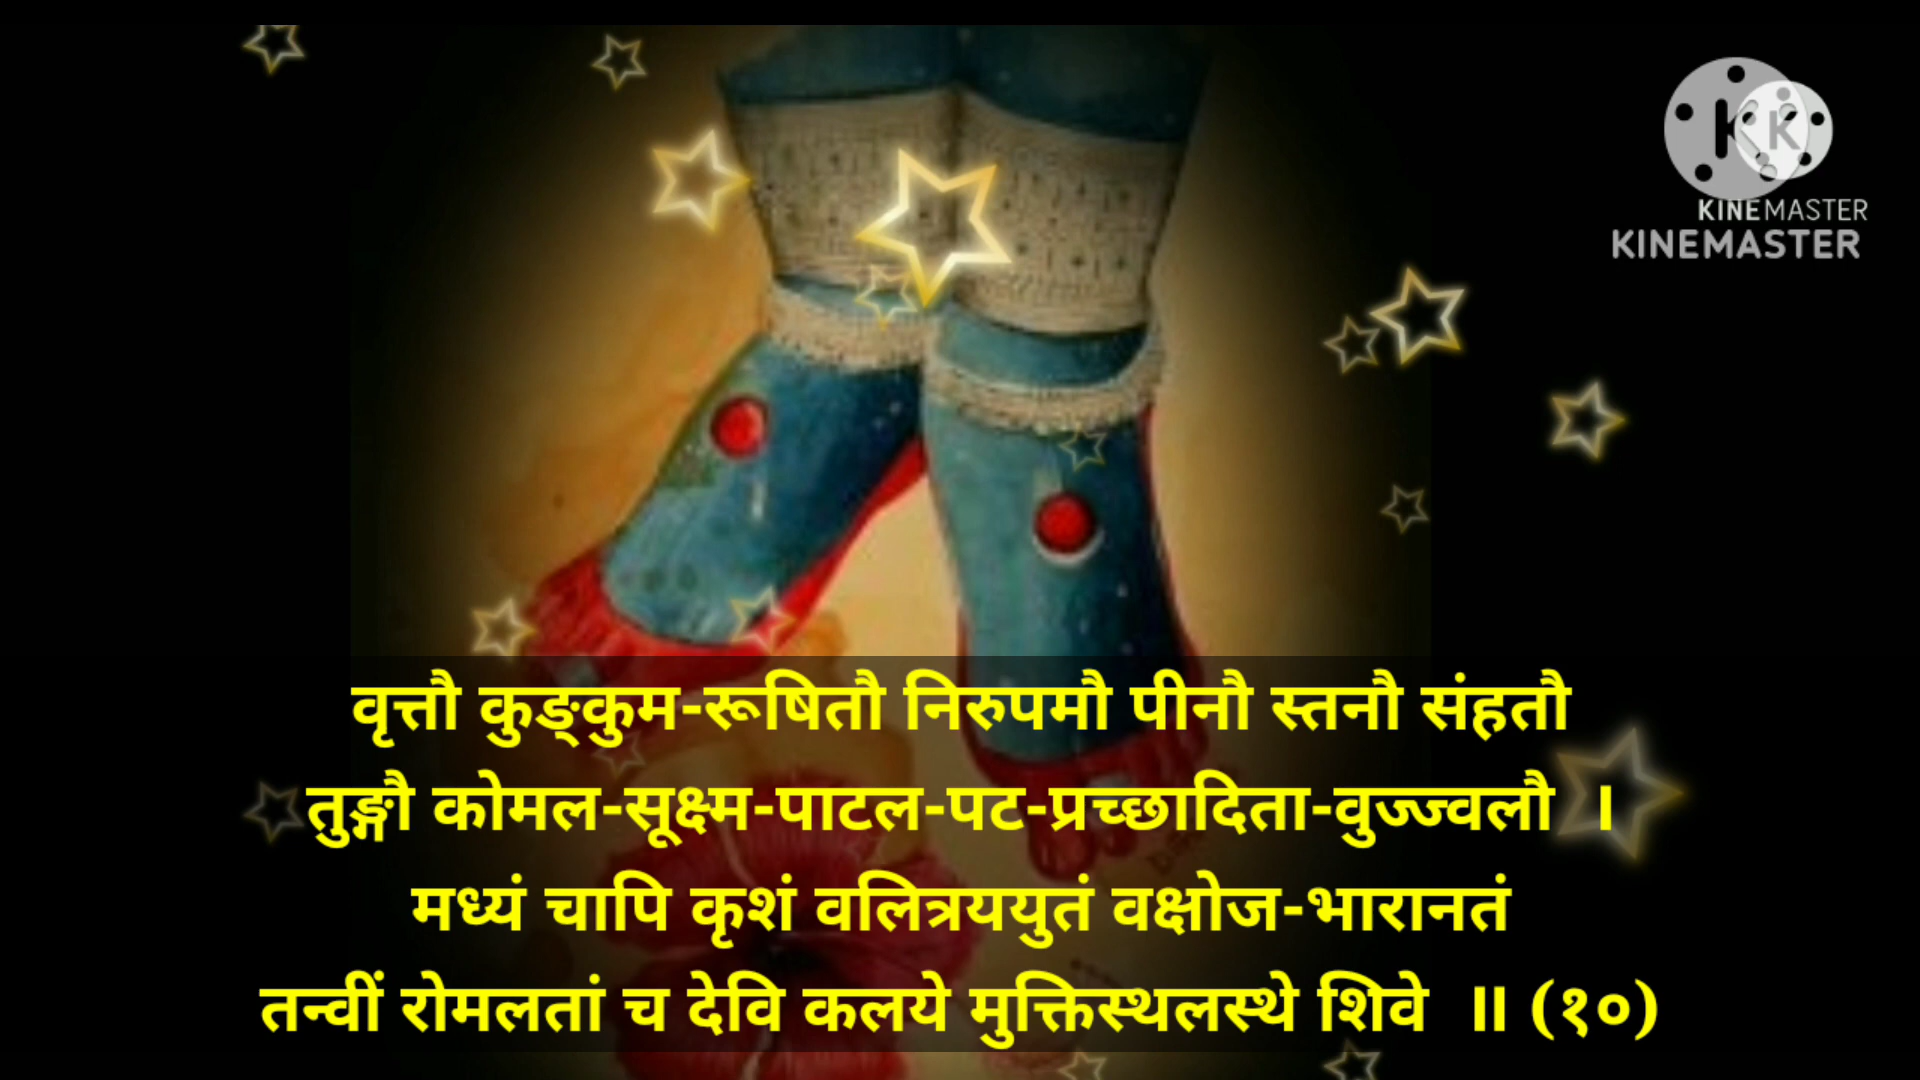 KINEMASTER
KINEMASTER
वृत्तौ कुङ्कुम-रूषितौ निरुपमौ पीनौ स्तनौ संहतौ
तुङ्गौ कोमल-सूक्ष्म-पाटल-पट-प्रच्छादिता-वुज्ज्वलौ ।
मध्यं चापि कृशं वलित्रययुतं वक्षोज-भारानतं
तन्वीं रोमलतां च देवि कलये मुक्तिस्थलस्थे शिवे ॥ (१०)